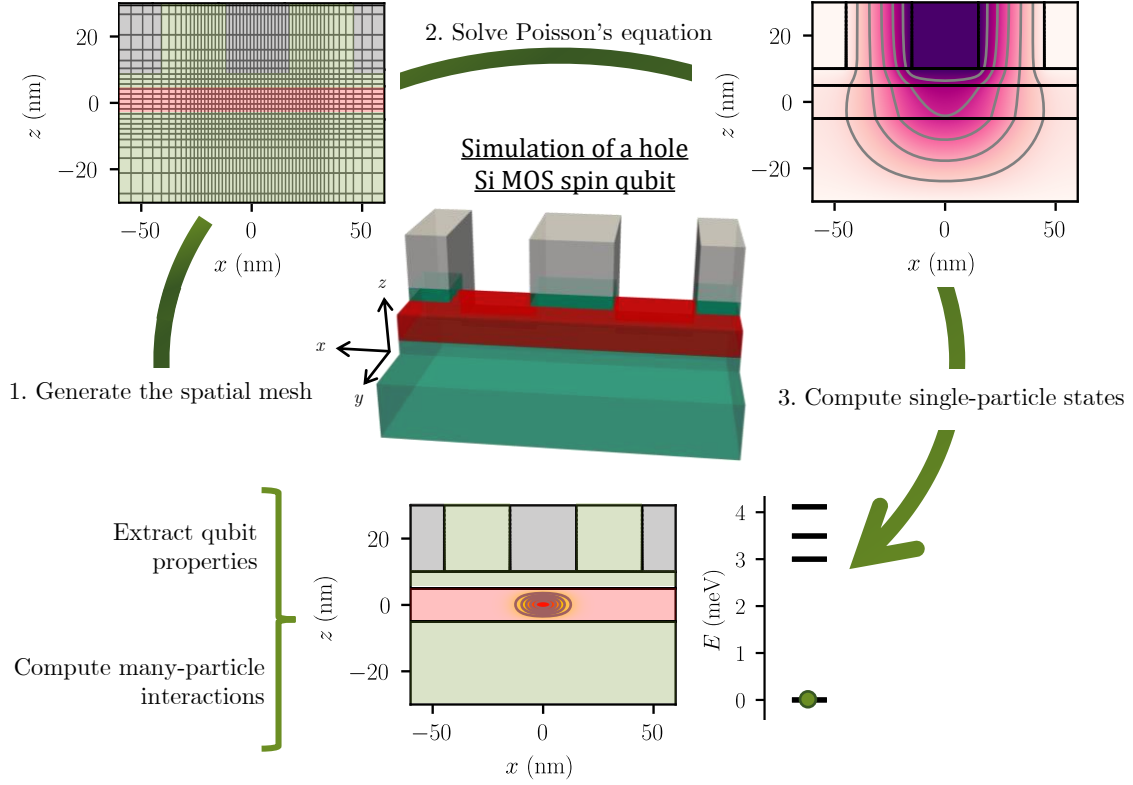 20
0
−20
z (nm)
−50
0
50
x (nm)
2. Solve Poisson's equation
20
0
−20
z (nm)
−50
0
50
x (nm)
Simulation of a hole
Si MOS spin qubit
z
x
y
1. Generate the spatial mesh
3. Compute single-particle states
Extract qubit
properties
Compute many-particle
interactions
20
0
−20
z (nm)
−50
0
50
x (nm)
4
3
2
1
0
E (meV)